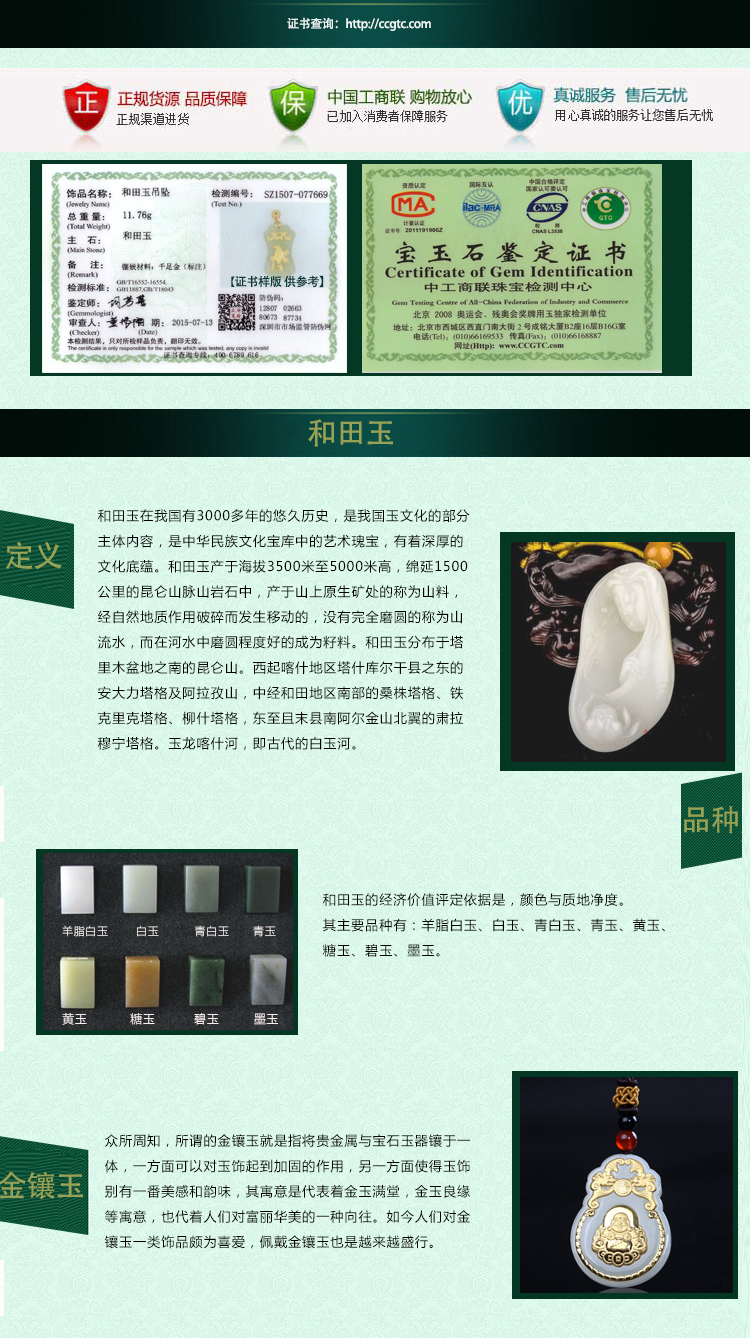 证书查询：http://ccgtc.com
正
正规货源 品质保障
正规渠道进货
保
中国工商联 购物放心
已加入消费者保障服务
优
真诚服务 售后无忧
用心真诚的服务让您售后无忧
饰品名称： 和田玉吊坠
(Jewelry Name)
检测编号： SZ1507-077669
(Test No.)
总 重 量： 11.76g
(Total Weight)
主 石： 和田玉
(Main Stone)
备 注： 镶嵌材料：千足金（标注）
(Remark)
【证书样版 供参考】
检测标准： GB/T16552-16554,
GB11887,GB/T18043
鉴定师：
(Gemmologist)
审查人：
(Checker)
日 期： 2015-07-13
(Date)
防伪码：
12807 02663
80673 87734
深圳市市场监管防伪网
本检测结果，只对所检样品负责，翻印无效。
The certificate is only responsible for the sample which was tested, any copy is invalid
证书查询专线：400-6789-616
资质认定
MA
计量认证
证书号：2011191906Z
国际互认
ilac-MRA
中国合格评定
国家认可委认可
CNAS
检 测
CNAS L3538
GTC
宝玉石鉴定证书
Certificate of Gem Identification
中工商联珠宝检测中心
Gem Testing Centre of All-China Federation of Industry and Commerce
北京 2008 奥运会、残奥会奖牌用玉独家检测单位
地址：北京市西城区西直门南大街 2 号成铭大厦B2座16层B16G室
电话(Tel)：(010)66169533 传真(Fax)：(010)66168887
网址(Http)：www.CCGTC.com
和田玉
定义
和田玉在我国有3000多年的悠久历史，是我国玉文化的部分
主体内容，是中华民族文化宝库中的艺术瑰宝，有着深厚的
文化底蕴。和田玉产于海拔3500米至5000米高，绵延1500
公里的昆仑山脉山岩石中，产于山上原生矿处的称为山料，
经自然地质作用破碎而发生移动的，没有完全磨圆的称为山
流水，而在河水中磨圆程度好的成为籽料。和田玉分布于塔
里木盆地之南的昆仑山。西起喀什地区塔什库尔干县之东的
安大力塔格及阿拉孜山，中经和田地区南部的桑株塔格、铁
克里克塔格、柳什塔格，东至且末县南阿尔金山北翼的肃拉
穆宁塔格。玉龙喀什河，即古代的白玉河。
品种
羊脂白玉 白玉 青白玉 青玉
黄玉 糖玉 碧玉 墨玉
和田玉的经济价值评定依据是，颜色与质地净度。
其主要品种有：羊脂白玉、白玉、青白玉、青玉、黄玉、
糖玉、碧玉、墨玉。
金镶玉
众所周知，所谓的金镶玉就是指将贵金属与宝石玉器镶于一
体，一方面可以对玉饰起到加固的作用，另一方面使得玉饰
别有一番美感和韵味，其寓意是代表着金玉满堂，金玉良缘
等寓意，也代着人们对富丽华美的一种向往。如今人们对金
镶玉一类饰品颇为喜爱，佩戴金镶玉也是越来越盛行。